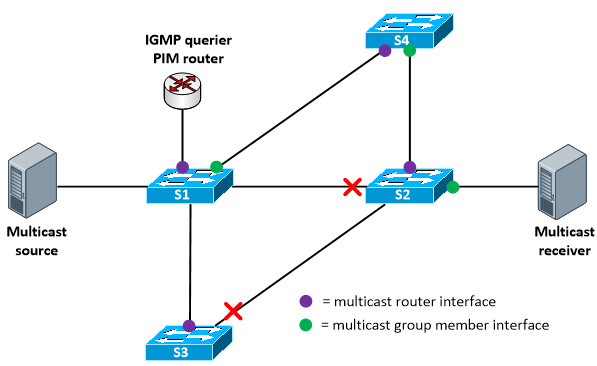 IGMP querier
PIM router
S4
S1
S2
Multicast
source
Multicast
receiver
= multicast router interface
= multicast group member interface
S3